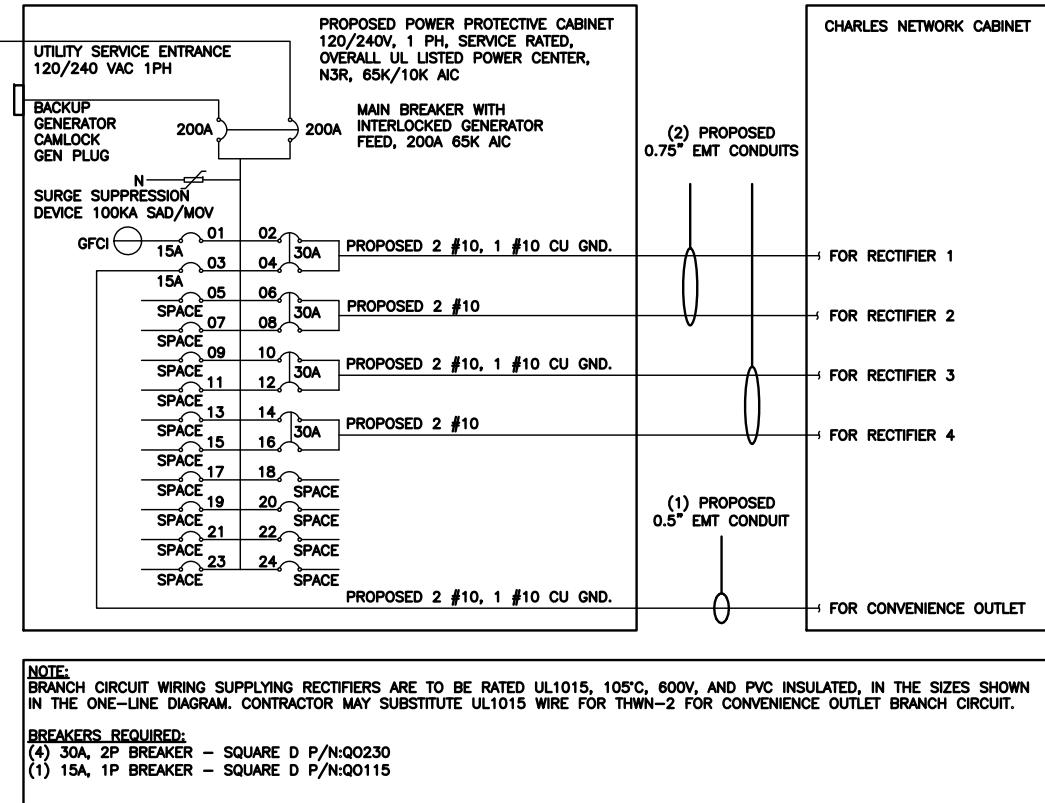 PROPOSED POWER PROTECTIVE CABINET
120/240V, 1 PH, SERVICE RATED,
OVERALL UL LISTED POWER CENTER,
N3R, 65K/10K AIC
CHARLES NETWORK CABINET
UTILITY SERVICE ENTRANCE
120/240 VAC 1PH
BACKUP
GENERATOR
CAMLOCK
GEN PLUG
200A
200A
MAIN BREAKER WITH
INTERLOCKED GENERATOR
FEED, 200A 65K AIC
(2) PROPOSED
0.75" EMT CONDUITS
N
SURGE SUPPRESSION
DEVICE 100KA SAD/MOV
GFCI
15A
01
02
30A
PROPOSED 2 #10, 1 #10 CU GND.
FOR RECTIFIER 1
15A
03
04
SPACE
05
06
30A
PROPOSED 2 #10
FOR RECTIFIER 2
SPACE
07
08
SPACE
09
10
30A
PROPOSED 2 #10, 1 #10 CU GND.
FOR RECTIFIER 3
SPACE
11
12
SPACE
13
14
30A
PROPOSED 2 #10
FOR RECTIFIER 4
SPACE
15
16
SPACE
17
18
SPACE
SPACE
19
20
SPACE
SPACE
21
22
SPACE
SPACE
23
24
SPACE
(1) PROPOSED
0.5" EMT CONDUIT
PROPOSED 2 #10, 1 #10 CU GND.
FOR CONVENIENCE OUTLET
NOTE:
BRANCH CIRCUIT WIRING SUPPLYING RECTIFIERS ARE TO BE RATED UL1015, 105°C, 600V, AND PVC INSULATED, IN THE SIZES SHOWN
IN THE ONE-LINE DIAGRAM. CONTRACTOR MAY SUBSTITUTE UL1015 WIRE FOR THWN-2 FOR CONVENIENCE OUTLET BRANCH CIRCUIT.
BREAKERS REQUIRED:
(4) 30A, 2P BREAKER - SQUARE D P/N:QO230
(1) 15A, 1P BREAKER - SQUARE D P/N:QO115